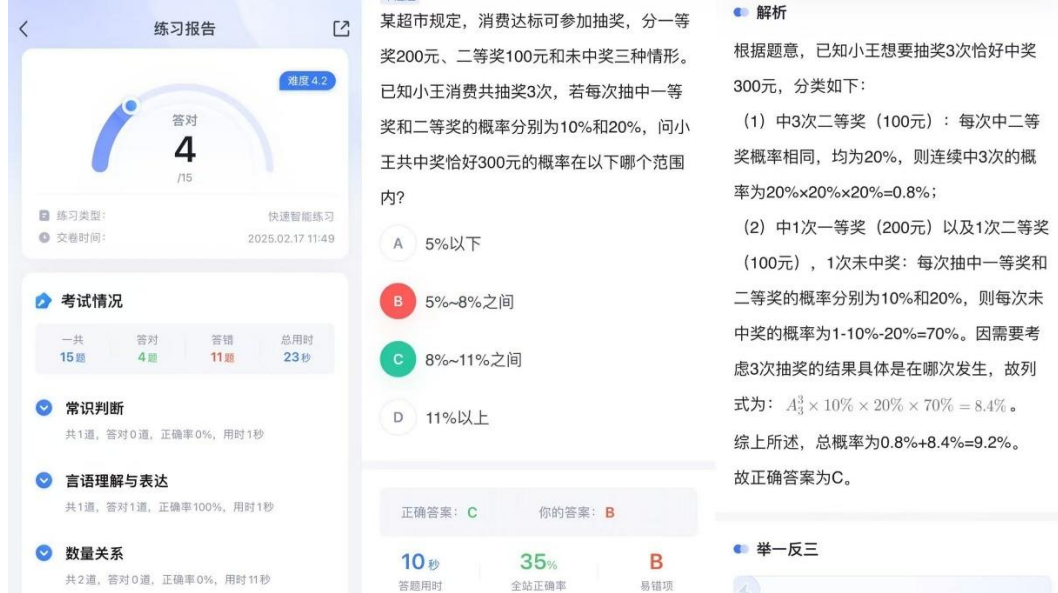 练习报告
难度4.2
答对
4
/15
练习类型：
快速智能练习
交卷时间：
2025.02.17 11:49
考试情况
一共 答对 答错 总用时
15题 4题 11题 23秒
常识判断
共1道，答对0道，正确率0%，用时1秒
言语理解与表达
共1道，答对1道，正确率100%，用时1秒
数量关系
共2道，答对0道，正确率0%，用时11秒
某超市规定，消费达标可参加抽奖，分一等
奖200元、二等奖100元和未中奖三种情形。
已知小王消费共抽奖3次，若每次抽中一等
奖和二等奖的概率分别为10%和20%，问小
王共中奖恰好300元的概率在以下哪个范围
内？
A 5%以下
B 5%~8%之间
C 8%~11%之间
D 11%以上
正确答案：C 你的答案：B
10秒 35% B
答题用时 全站正确率 易错项
解析
根据题意，已知小王想要抽奖3次恰好中奖
300元，分类如下：
（1）中3次二等奖（100元）：每次中二等
奖概率相同，均为20%，则连续中3次的概
率为20%×20%×20%=0.8%；
（2）中1次一等奖（200元）以及1次二等奖
（100元），1次未中奖：每次抽中一等奖和
二等奖的概率分别为10%和20%，则每次未
中奖的概率为1-10%-20%=70%。因需要考
虑3次抽奖的结果具体是在哪次发生，故列
式为：A₃³ × 10% × 20% × 70% = 8.4%。
综上所述，总概率为0.8%+8.4%=9.2%。
故正确答案为C。
举一反三